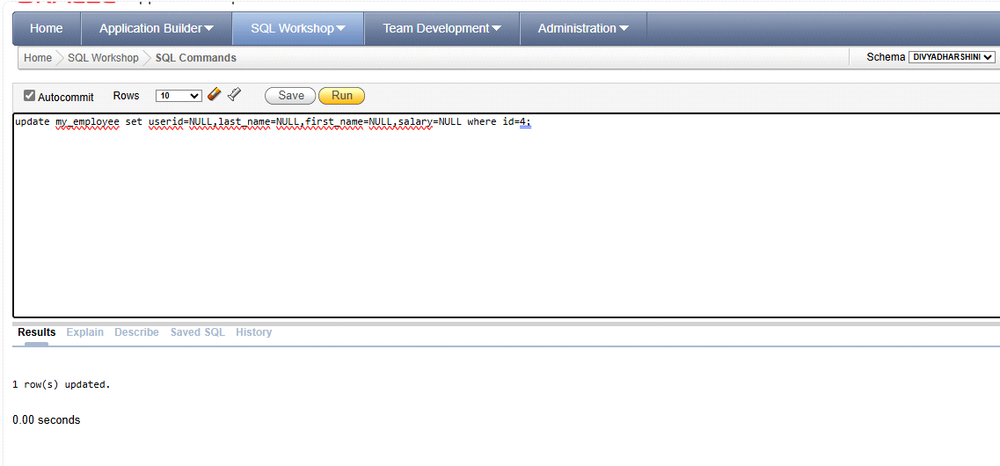 Home Application Builder SQL Workshop Team Development Administration
Home SQL Workshop SQL Commands Schema DIVYADHARSHINI
Autocommit Rows 10 Save Run
update my_employee set userid=NULL,last_name=NULL,first_name=NULL,salary=NULL where id=4;
Results Explain Describe Saved SQL History
1 row(s) updated.
0.00 seconds